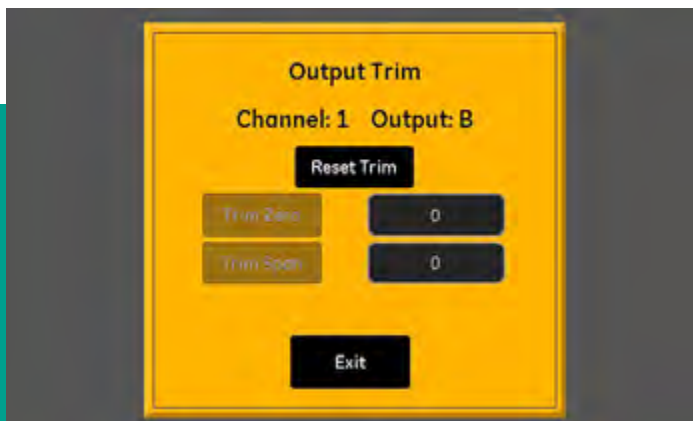 Output Trim
Channel: 1 Output: B
Reset Trim
Trim Zero 0
Trim Span 0
Exit